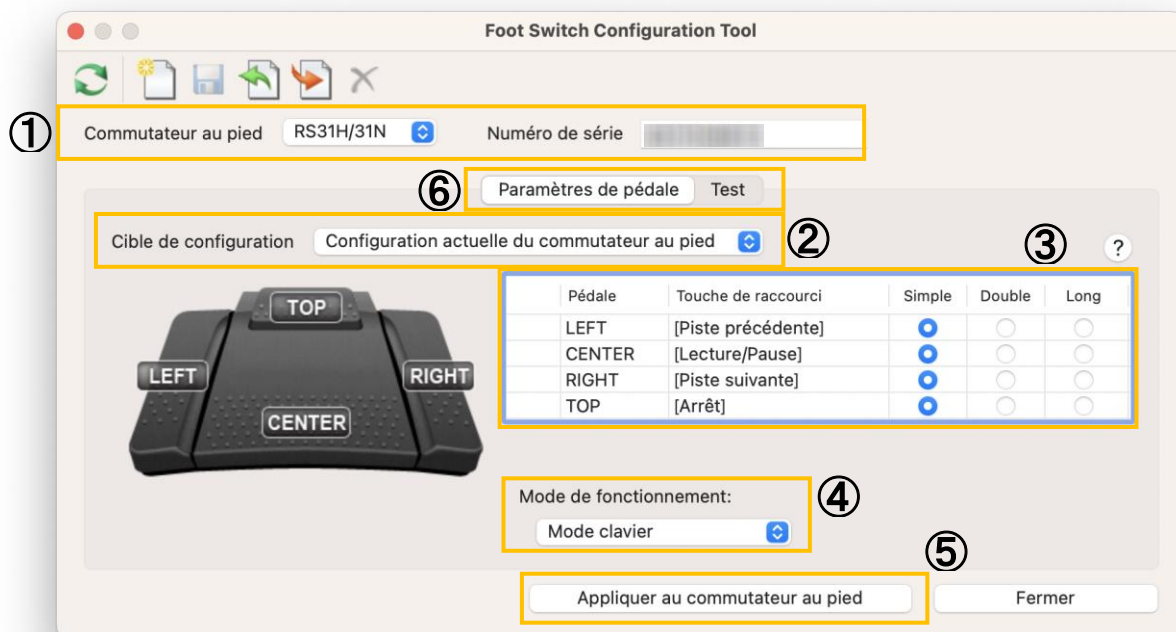 Foot Switch Configuration Tool
① Commutateur au pied RS31H/31N Numéro de série
⑥ Paramètres de pédale Test
Cible de configuration Configuration actuelle du commutateur au pied ② ③ ?
Pédale Touche de raccourci Simple Double Long
LEFT [Piste précédente]
CENTER [Lecture/Pause]
RIGHT [Piste suivante]
TOP [Arrêt]
TOP
LEFT RIGHT
CENTER
Mode de fonctionnement: ④
Mode clavier
⑤
Appliquer au commutateur au pied Fermer